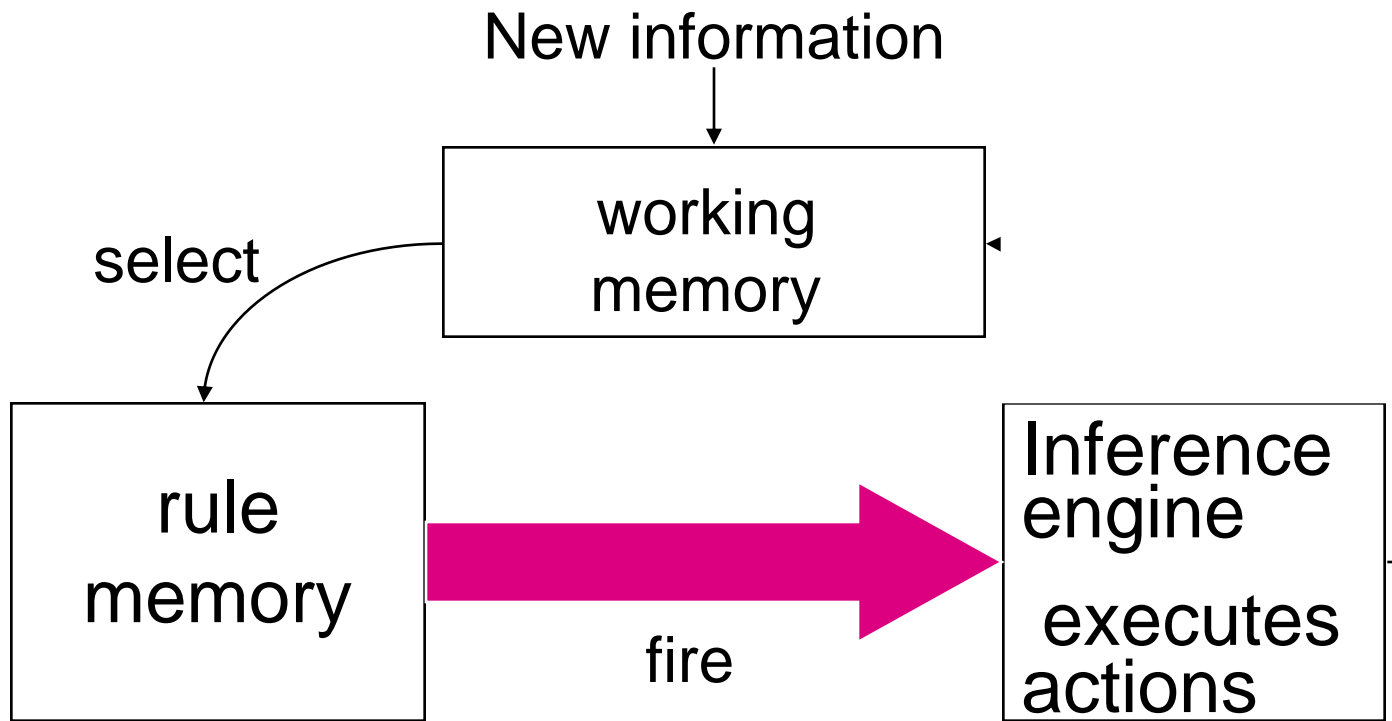 New information
working
memory
select
rule
memory
fire
Inference
engine
executes
actions